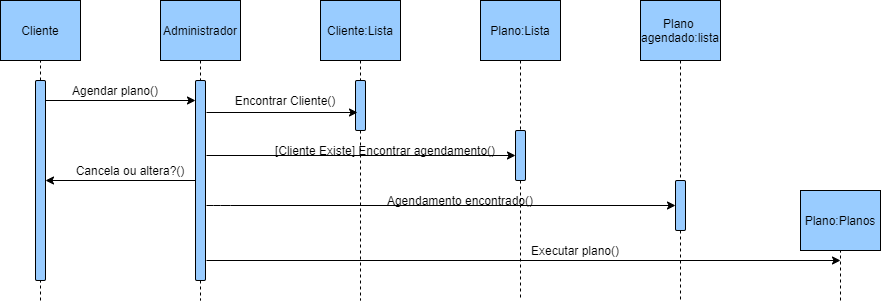 Cliente
Administrador
Cliente:Lista
Plano:Lista
Plano
agendado:lista
Agendar plano()
Encontrar Cliente()
[Cliente Existe] Encontrar agendamento()
Cancela ou altera?()
Agendamento encontrado()
Plano:Planos
Executar plano()